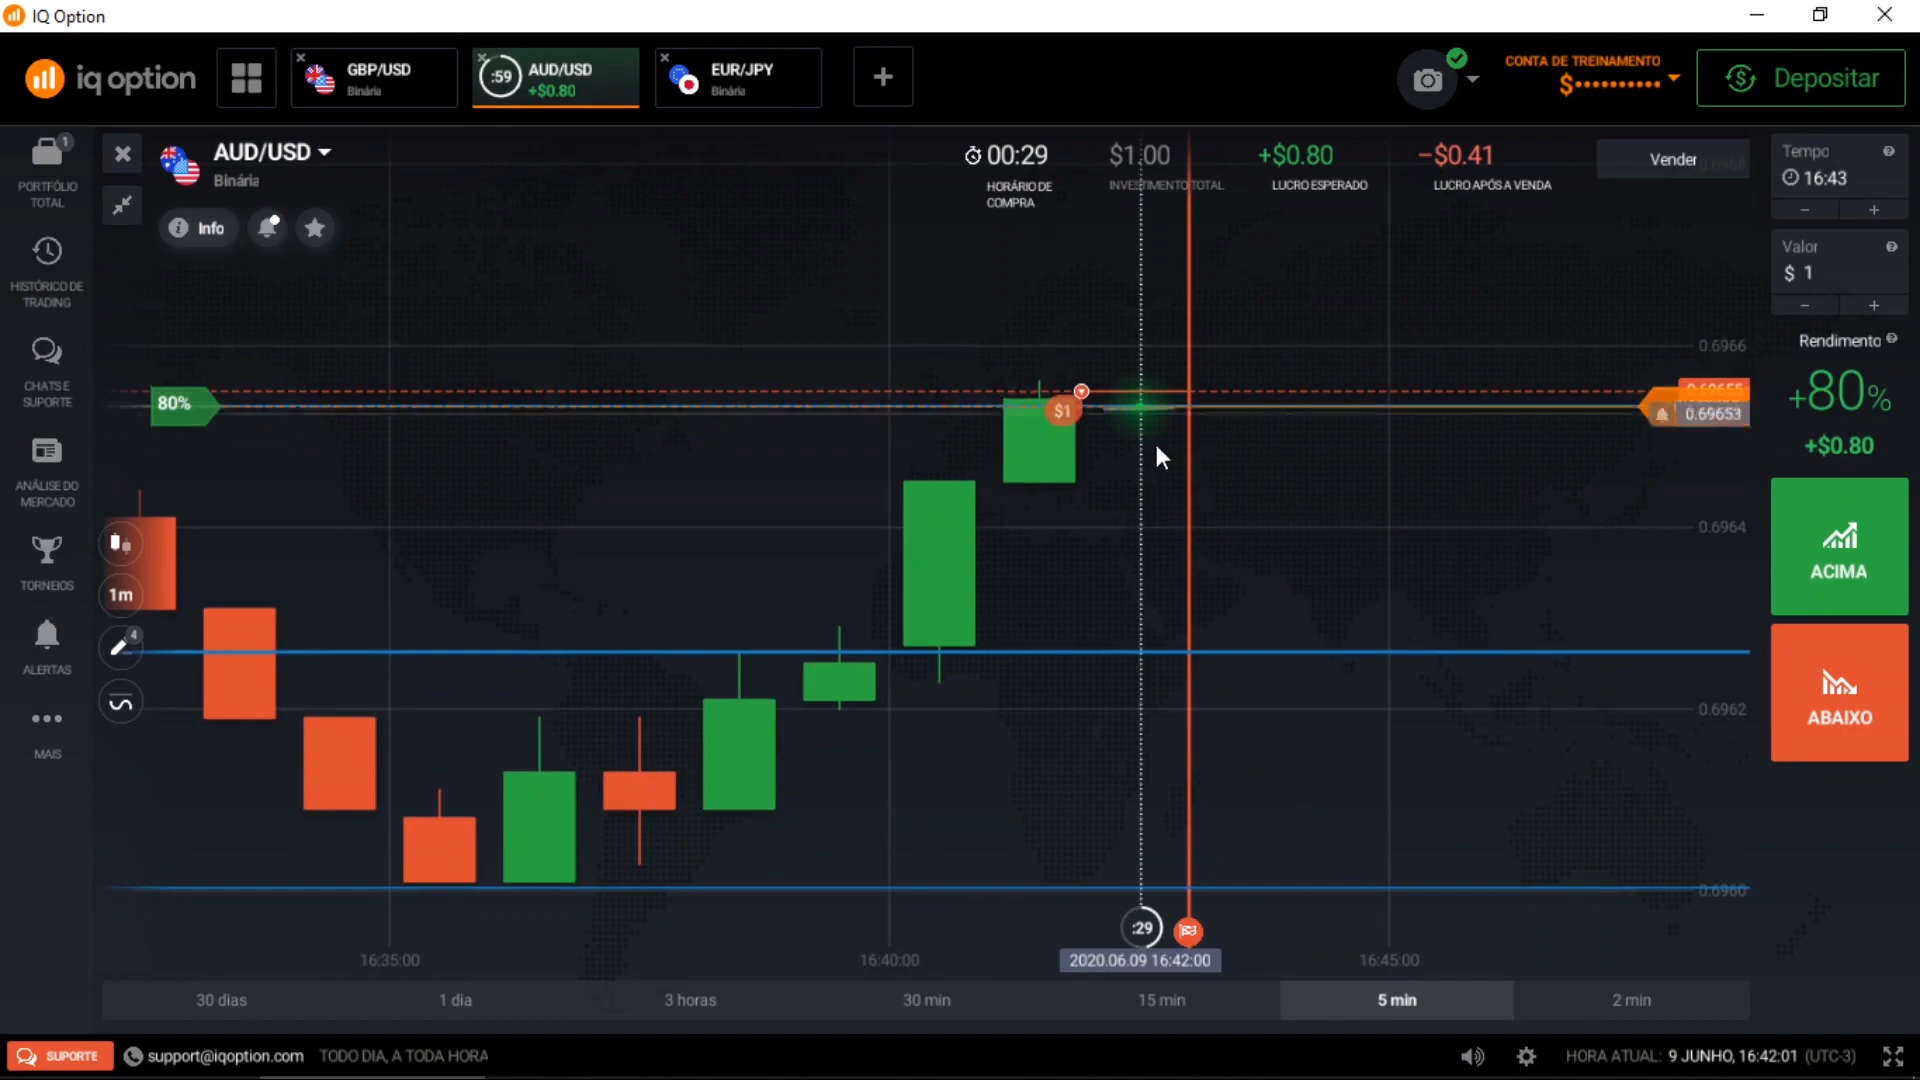 IQ Option
iq option
GBP/USD
Binária
:59
AUD/USD
+$0.80
EUR/JPY
Binária
+
CONTA DE TREINAMENTO
$••••••••••
Depositar
1
PORTFÓLIO
TOTAL
HISTÓRICO DE
TRADING
CHATS E
SUPORTE
ANÁLISE DO
MERCADO
TORNEIOS
ALERTAS
MAIS
AUD/USD
Binária
Info
00:29
HORÁRIO DE
COMPRA
$1.00
INVESTIMENTO TOTAL
+$0.80
LUCRO ESPERADO
−$0.41
LUCRO APÓS A VENDA
Vender
0.6968
0.6966
80%
$1
0.69655
0.69653
0.6964
0.6962
0.6960
1m
4
:29
16:35:00
16:40:00
2020.06.09 16:42:00
16:45:00
30 dias
1 dia
3 horas
30 min
15 min
5 min
2 min
Tempo
16:43
− +
Valor
$ 1
− +
Rendimento
+80%
+$0.80
ACIMA
ABAIXO
SUPORTE
support@iqoption.com
TODO DIA, A TODA HORA
HORA ATUAL: 9 JUNHO, 16:42:01 (UTC-3)